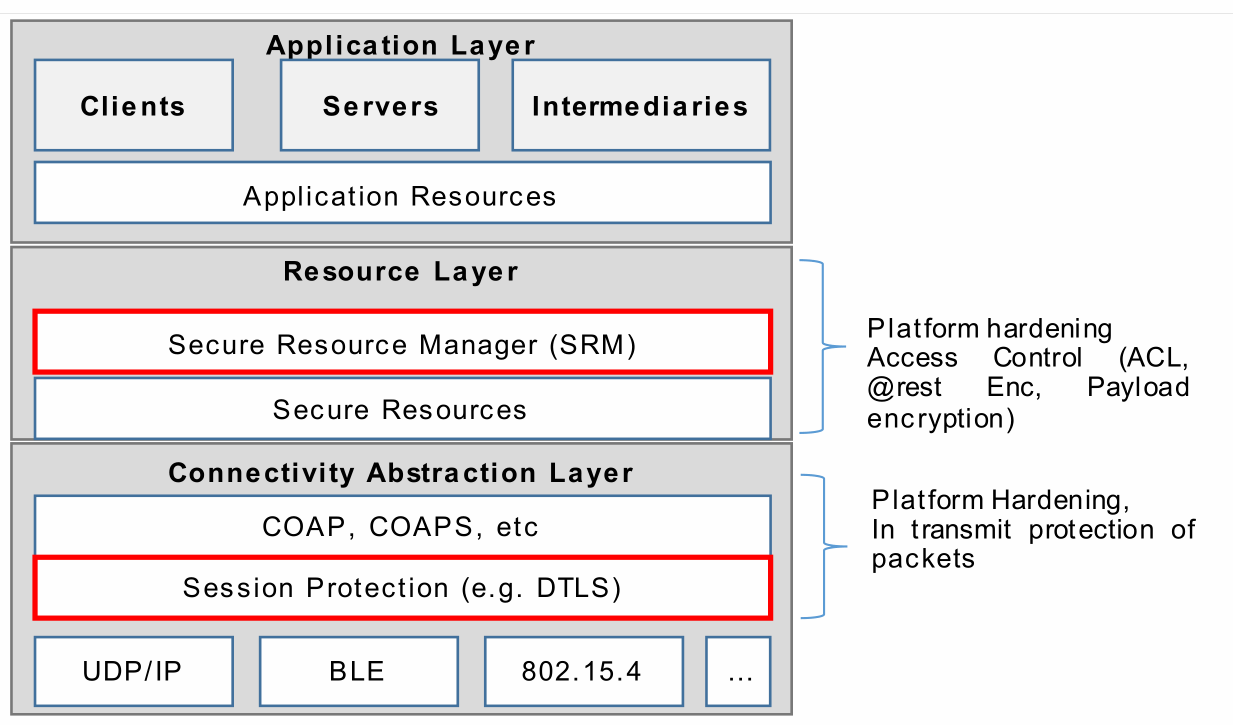 Application Layer
Clients
Servers
Intermediaries
Application Resources
Resource Layer
Secure Resource Manager (SRM)
Secure Resources
Platform hardening
Access Control (ACL,
@rest Enc, Payload
encryption)
Connectivity Abstraction Layer
COAP, COAPS, etc
Session Protection (e.g. DTLS)
Platform Hardening,
In transmit protection of
packets
UDP/IP
BLE
802.15.4
...